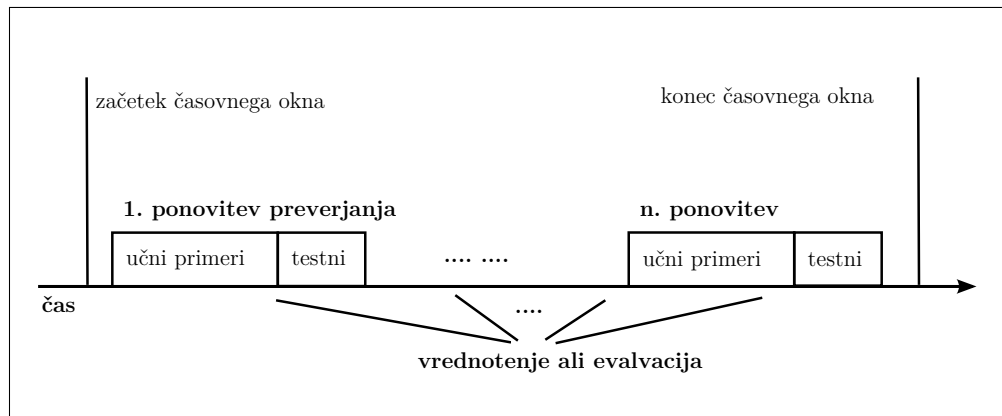 začetek časovnega okna
konec časovnega okna
1. ponovitev preverjanja
n. ponovitev
učni primeri
testni
.... ....
učni primeri
testni
čas
....
vrednotenje ali evalvacija